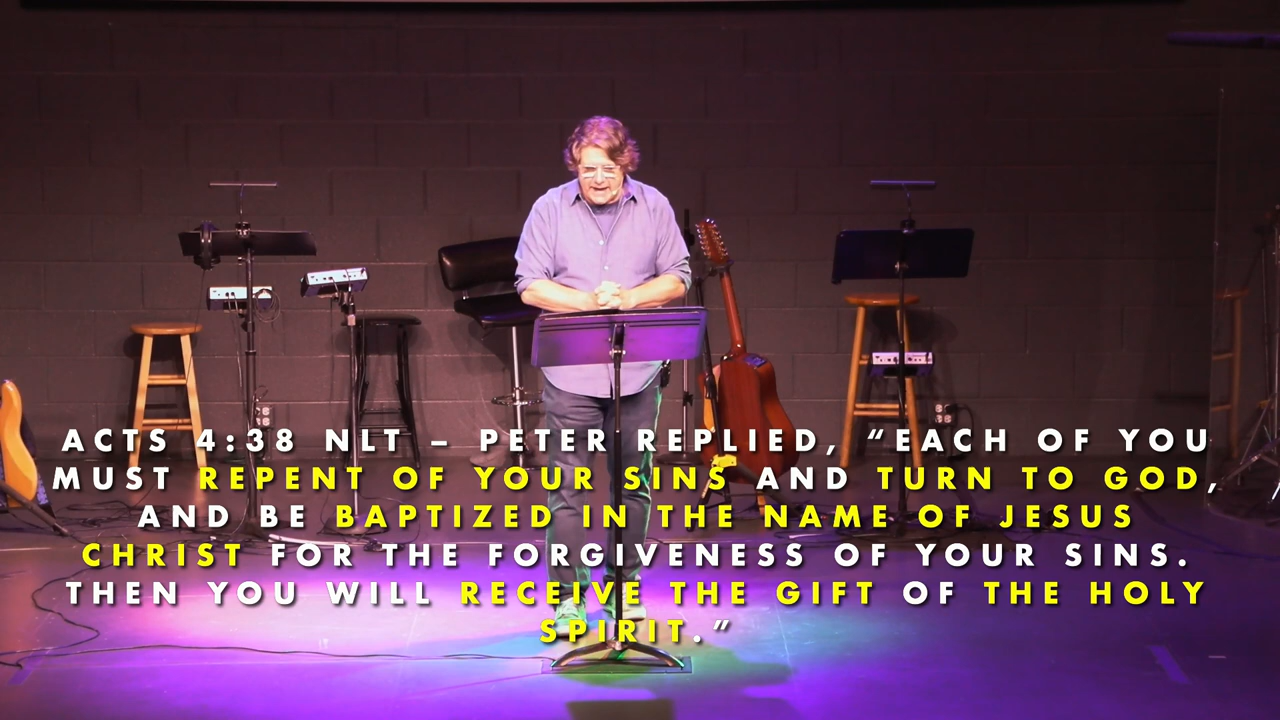 ACTS 4:38 NLT – PETER REPLIED, “EACH OF YOU
MUST REPENT OF YOUR SINS AND TURN TO GOD,
AND BE BAPTIZED IN THE NAME OF JESUS
CHRIST FOR THE FORGIVENESS OF YOUR SINS.
THEN YOU WILL RECEIVE THE GIFT OF THE HOLY
SPIRIT.”